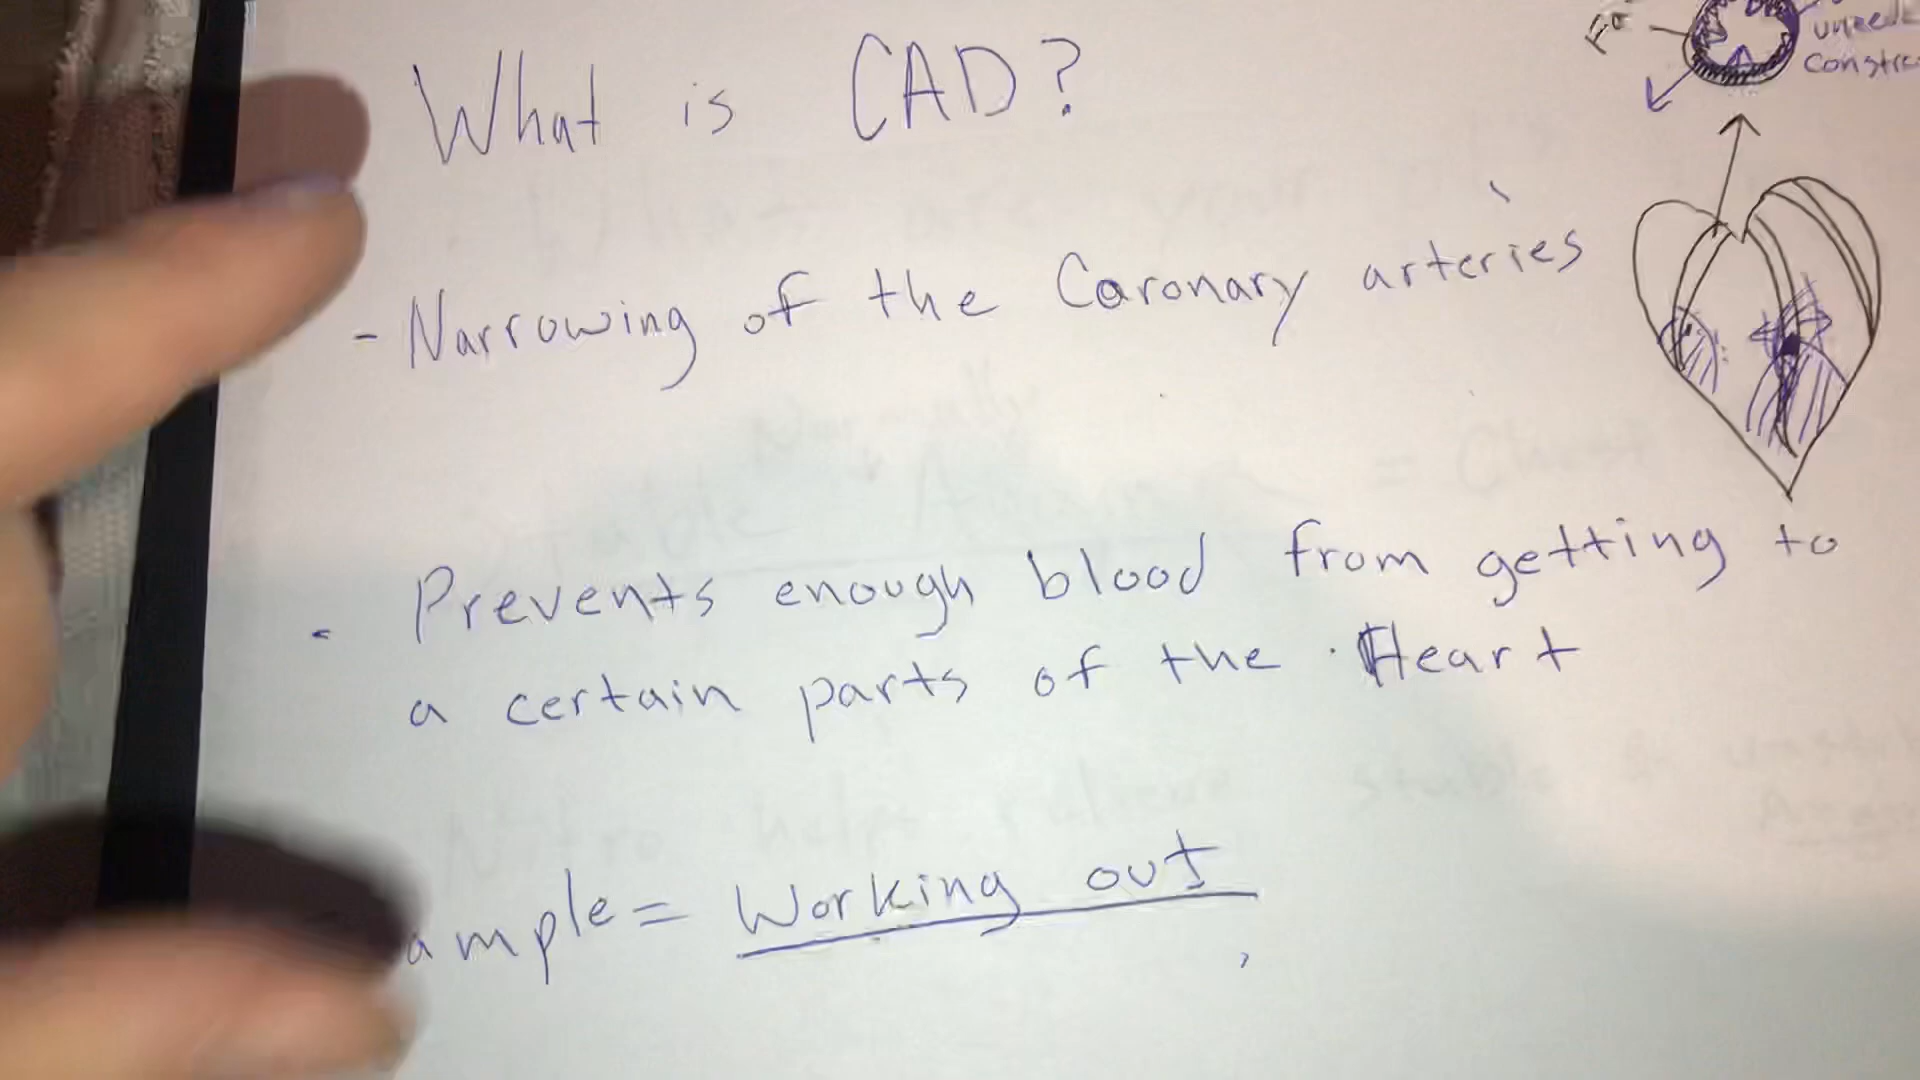 What is CAD?
- Narrowing of the Caronary arteries
Prevents enough blood from getting to
a certain parts of the Heart
ample = Working out